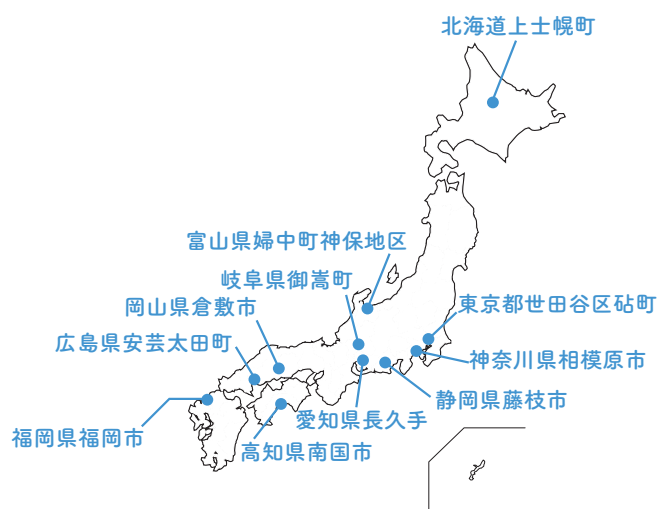 北海道上士幌町
富山県婦中町神保地区
岐阜県御嵩町
岡山県倉敷市
東京都世田谷区砧町
広島県安芸太田町
神奈川県相模原市
静岡県藤枝市
愛知県長久手
福岡県福岡市
高知県南国市